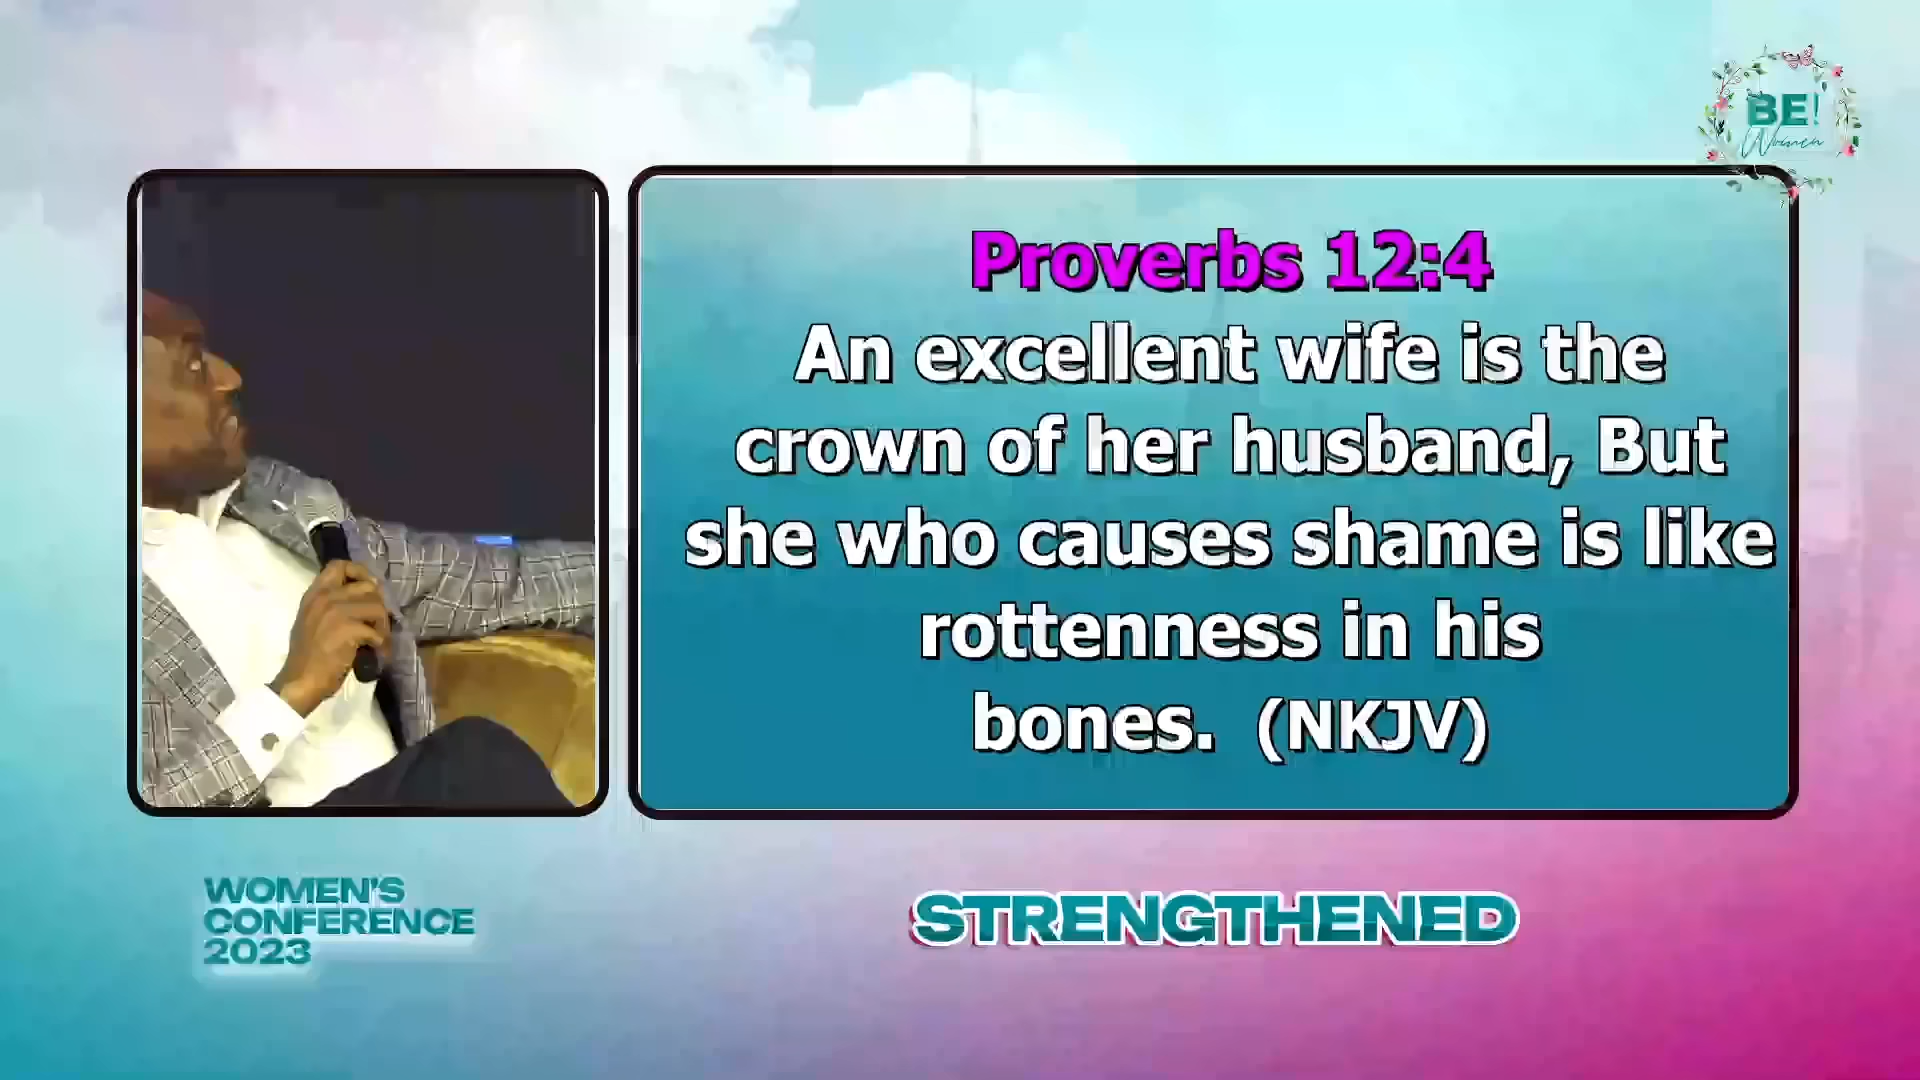 BE!
Women
Proverbs 12:4
An excellent wife is the
crown of her husband, But
she who causes shame is like
rottenness in his
bones.  (NKJV)
WOMEN'S
CONFERENCE
2023
STRENGTHENED